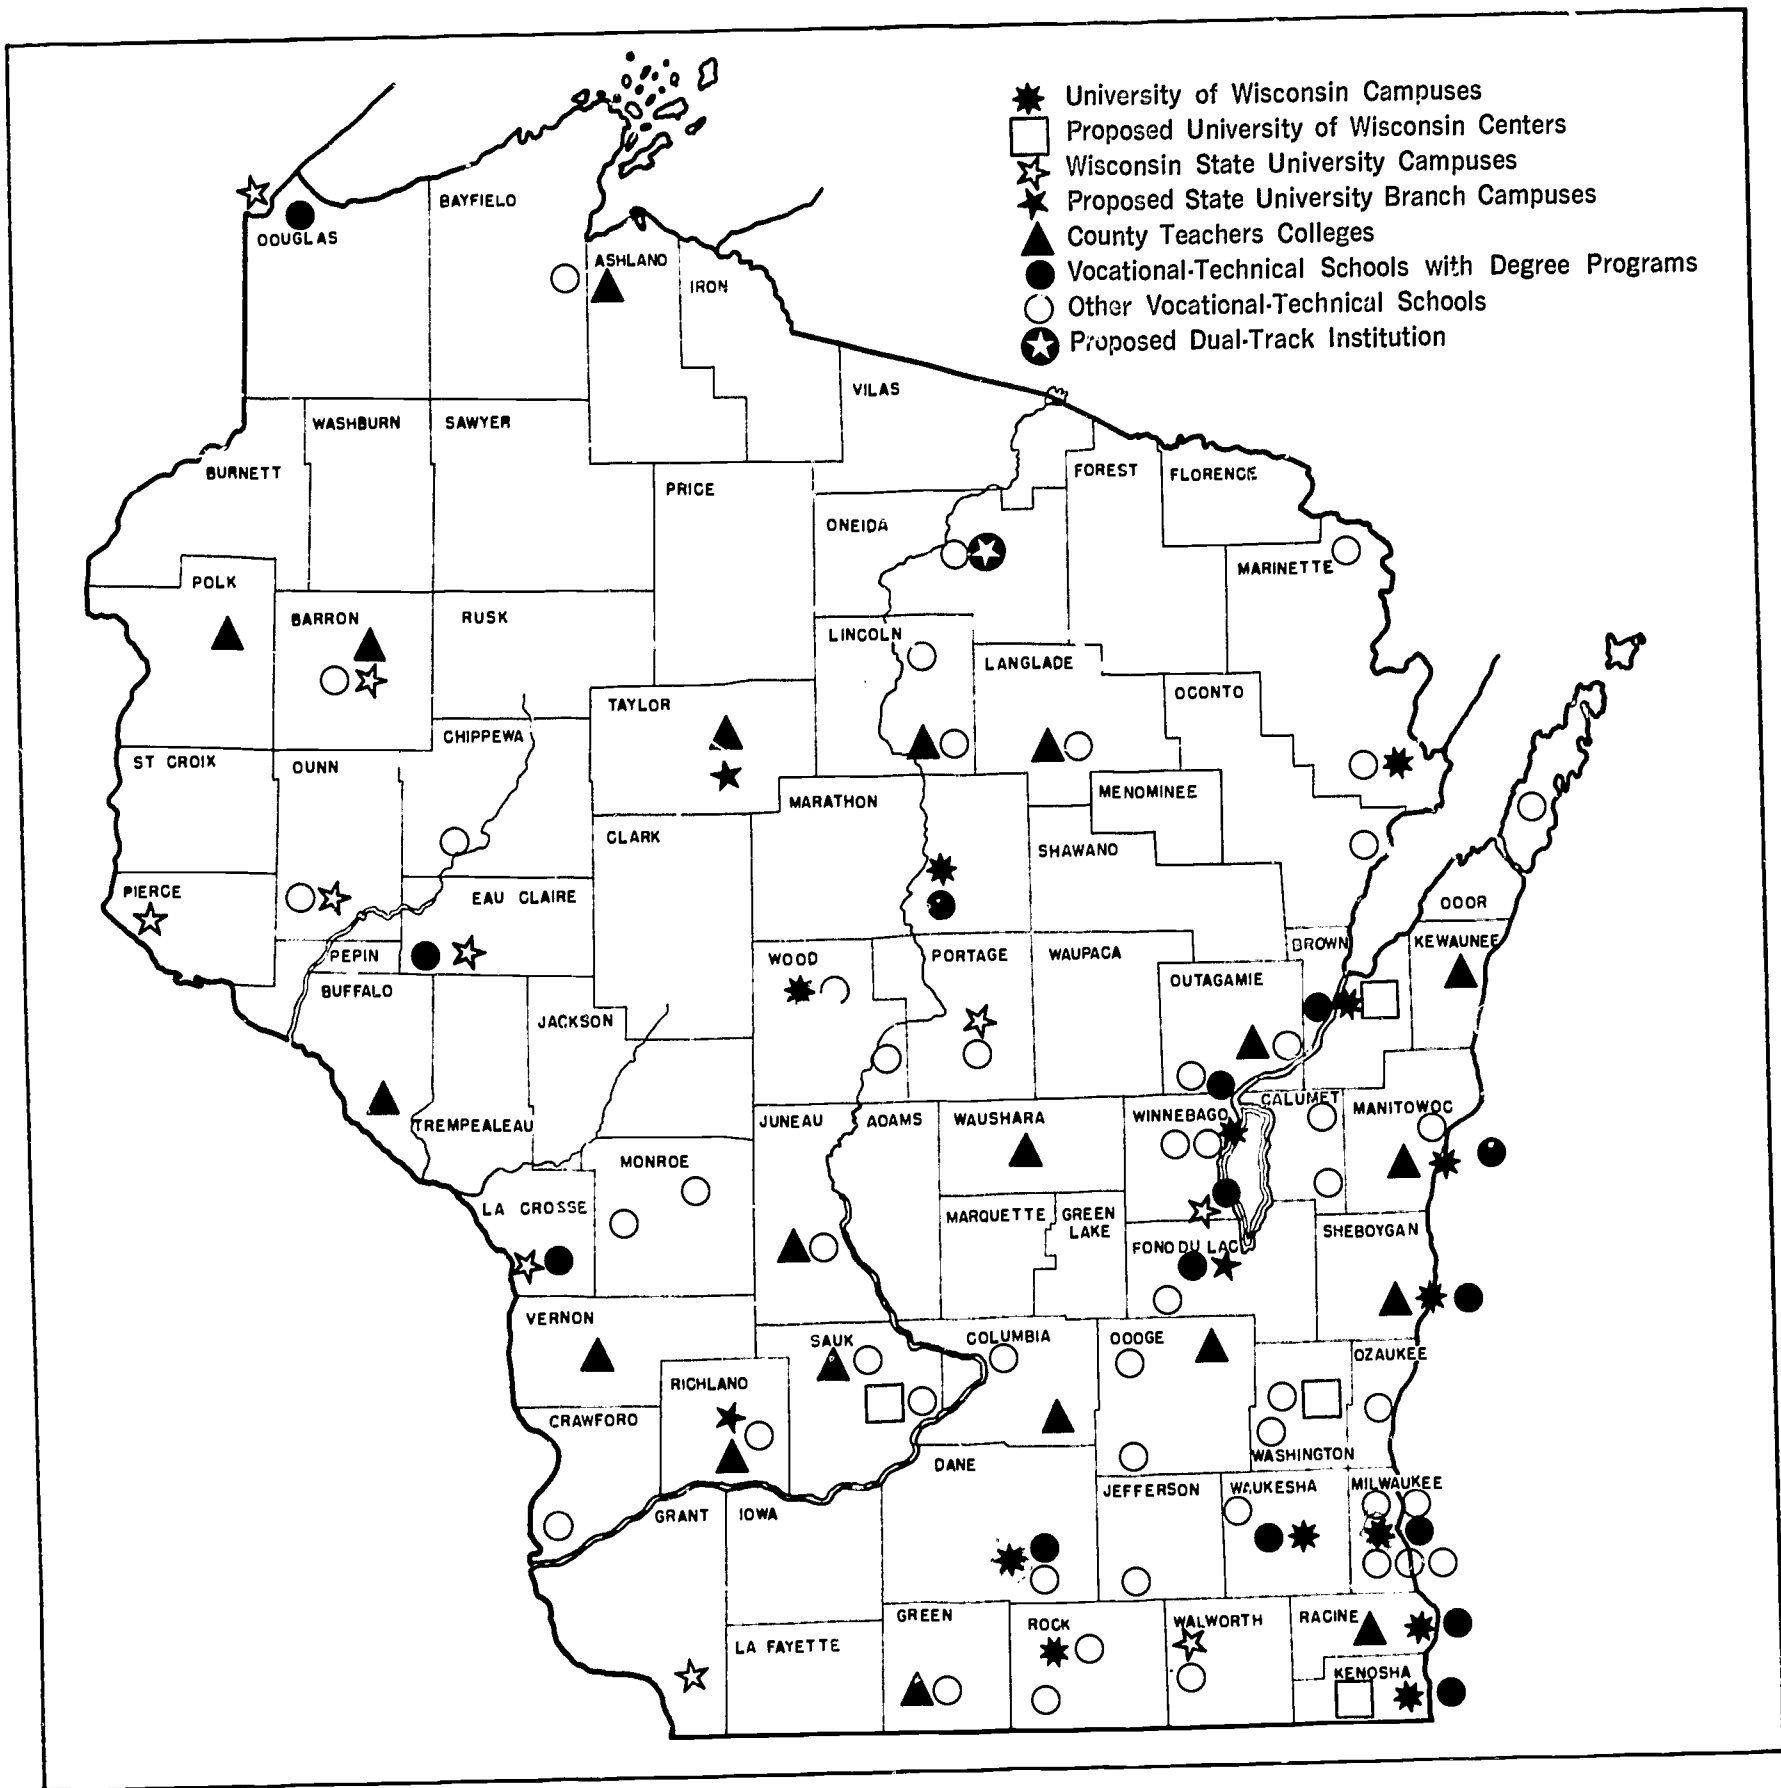 University of Wisconsin Campuses
Proposed University of Wisconsin Centers
Wisconsin State University Campuses
Proposed State University Branch Campuses
County Teachers Colleges
Vocational-Technical Schools with Degree Programs
Other Vocational-Technical Schools
Proposed Dual-Track Institution
BAYFIELD
DOUGLAS
ASHLAND
IRON
VILAS
WASHBURN
SAWYER
BURNETT
PRICE
FOREST
FLORENCE
ONEIDA
MARINETTE
POLK
BARRON
RUSK
LINCOLN
LANGLADE
OCONTO
TAYLOR
CHIPPEWA
ST CROIX
DUNN
MARATHON
MENOMINEE
CLARK
SHAWANO
PIERCE
EAU CLAIRE
DOOR
BROWN
KEWAUNEE
PEPIN
WOOD
PORTAGE
WAUPACA
OUTAGAMIE
BUFFALO
JACKSON
TREMPEALEAU
JUNEAU
ADAMS
WAUSHARA
WINNEBAGO
CALUMET
MANITOWOC
MONROE
LA CROSSE
MARQUETTE
GREEN
LAKE
FOND DU LAC
SHEBOYGAN
VERNON
SAUK
COLUMBIA
DODGE
OZAUKEE
RICHLAND
CRAWFORD
WASHINGTON
DANE
JEFFERSON
WAUKESHA
MILWAUKEE
GRANT
IOWA
GREEN
ROCK
WALWORTH
RACINE
LA FAYETTE
KENOSHA